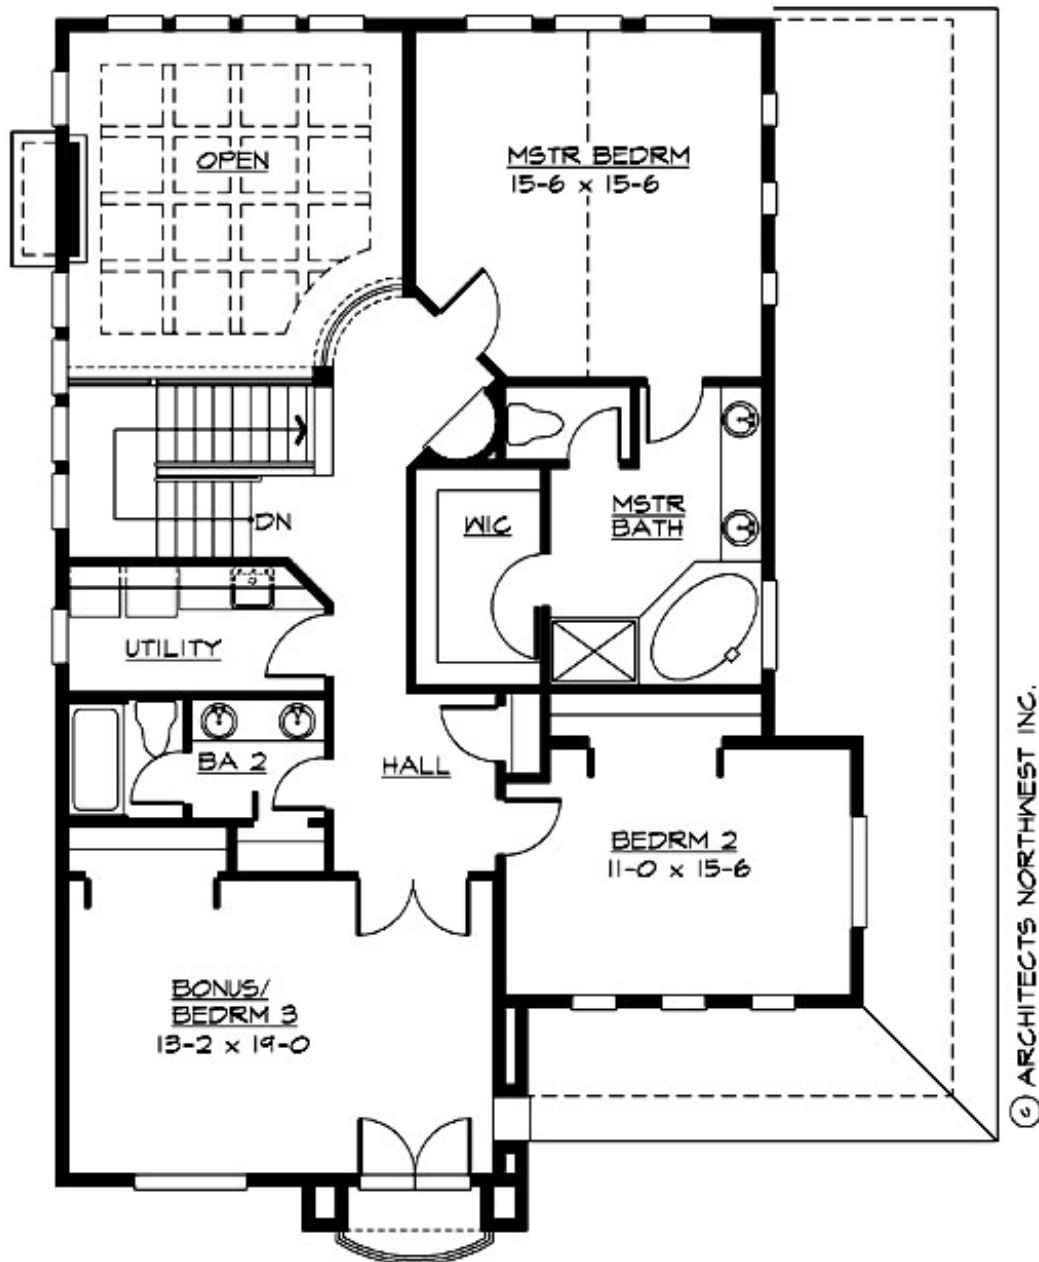 OPEN
MSTR BEDRM
15-6 x 15-6
MSTR
BATH
WIC
DN
UTILITY
BA 2
HALL
BEDRM 2
11-0 x 15-6
BONUS/
BEDRM 3
13-2 x 19-0
© ARCHITECTS NORTHWEST INC.